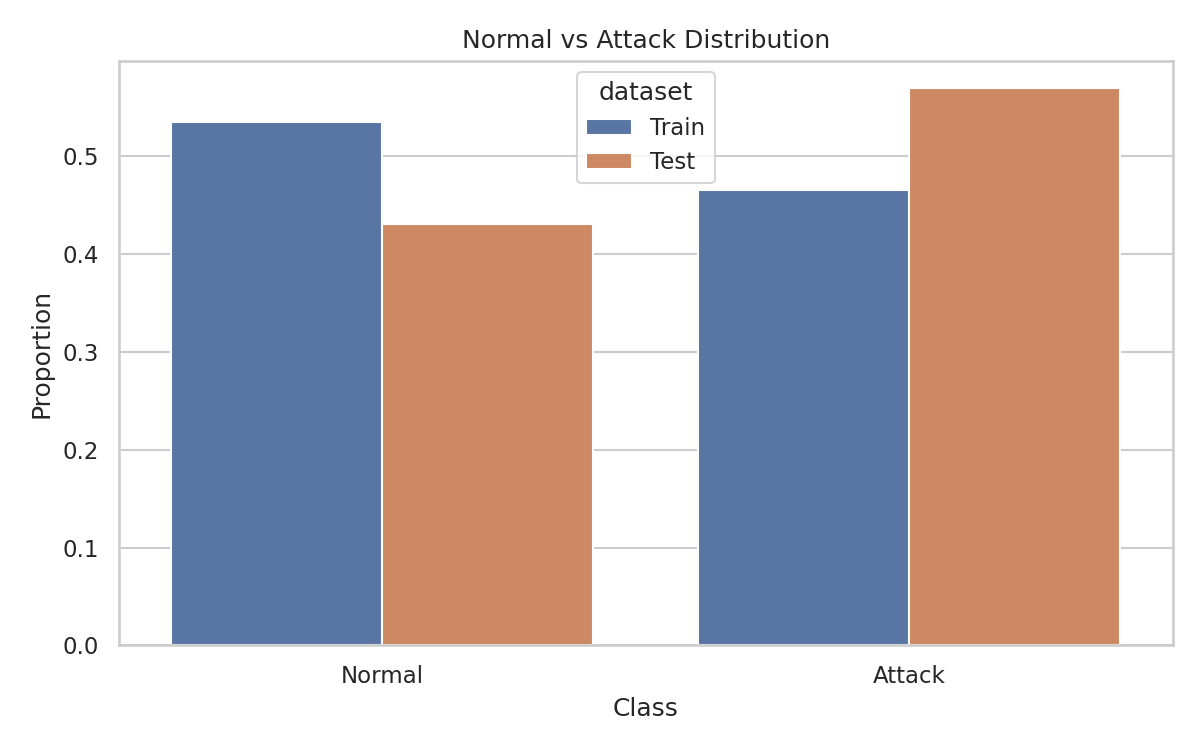 Normal vs Attack Distribution
dataset
Train
Test
Proportion
0.5
0.4
0.3
0.2
0.1
0.0
Normal
Attack
Class